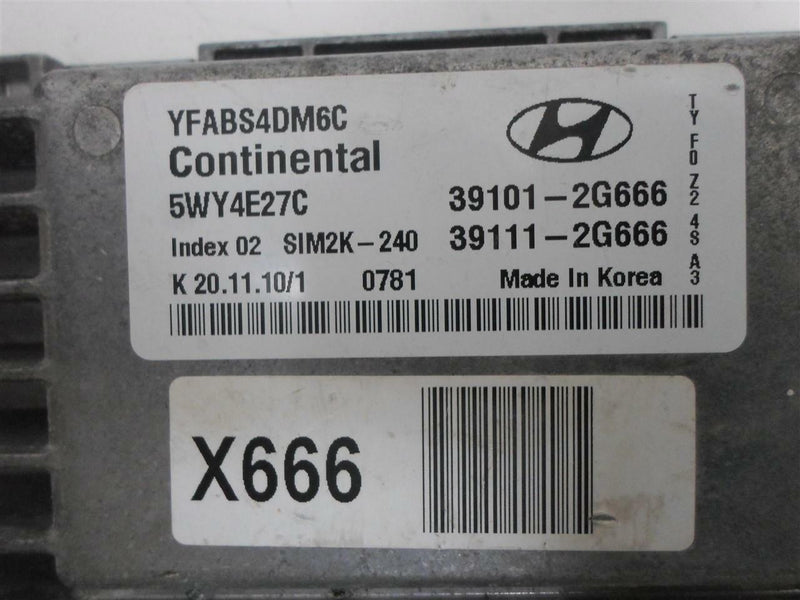 YFABS4DM6C
Continental
5WY4E27C
39101-2G666
Index 02 SIM2K-240
39111-2G666
K 20.11.10/1 0781 Made In Korea
TY F0 Z2 4S A3
X666